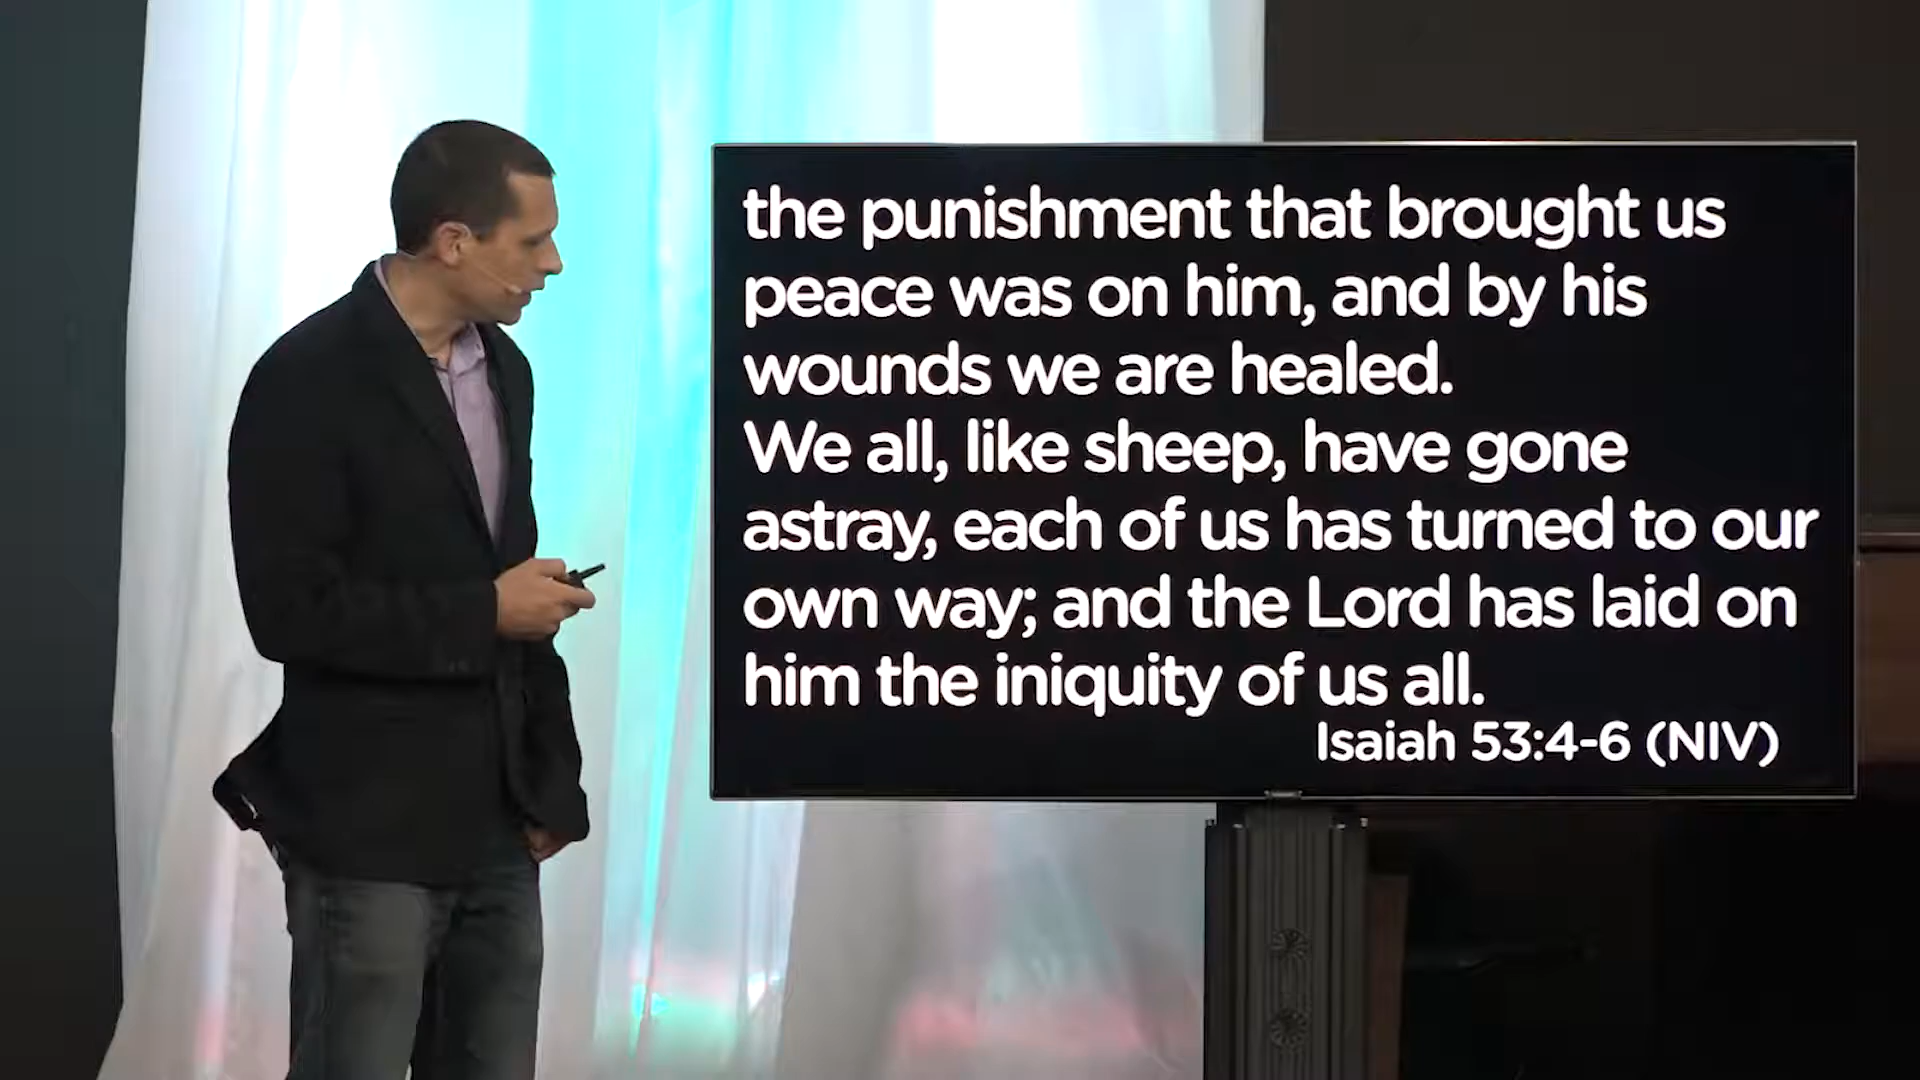 the punishment that brought us
peace was on him, and by his
wounds we are healed.
We all, like sheep, have gone
astray, each of us has turned to our
own way; and the Lord has laid on
him the iniquity of us all.
Isaiah 53:4-6 (NIV)